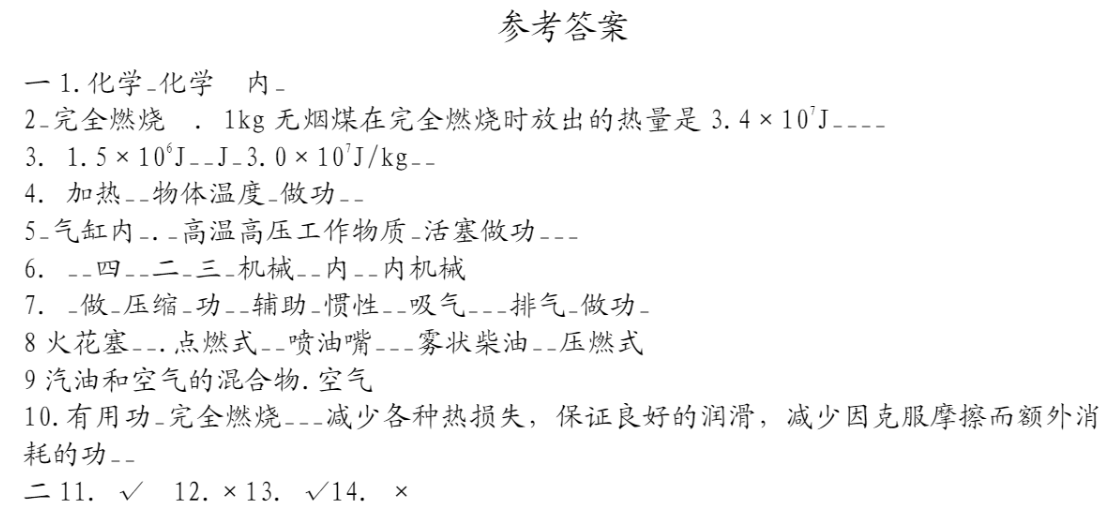 参考答案
一 1.化学_化学 内_
2_完全燃烧 . 1kg 无烟煤在完全燃烧时放出的热量是 3.4×10⁷J____
3. 1.5×10⁶J__J_3.0×10⁷J/kg__
4. 加热__物体温度_做功__
5_气缸内_._高温高压工作物质_活塞做功___
6. __四__二_三_机械__内__内机械
7. _做_压缩_功__辅助_惯性__吸气___排气_做功_
8 火花塞__.点燃式__喷油嘴___雾状柴油__压燃式
9 汽油和空气的混合物.空气
10.有用功_完全燃烧___减少各种热损失，保证良好的润滑，减少因克服摩擦而额外消
耗的功__
二 11. √ 12. ×13. √14. ×